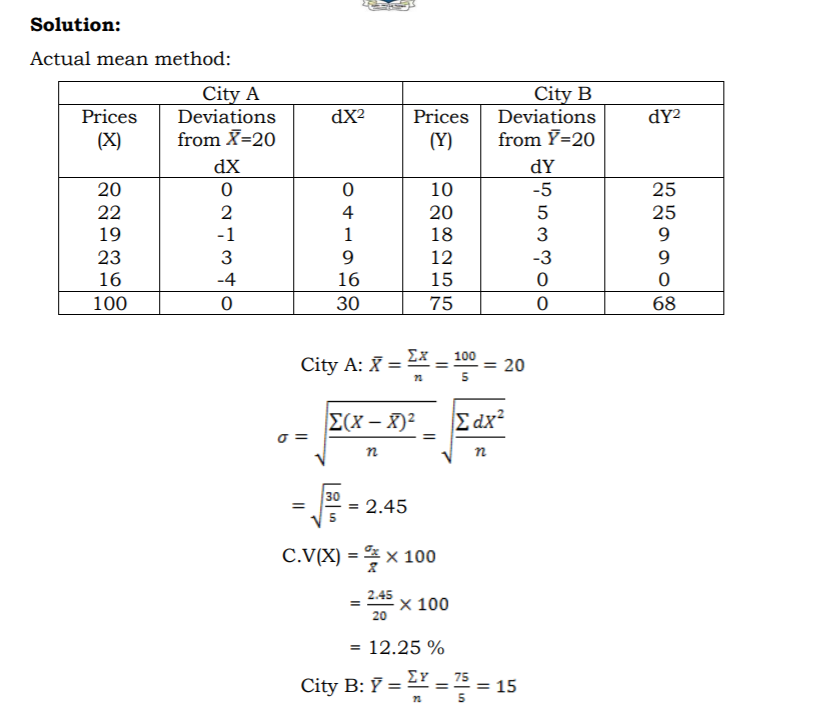 Solution:
Actual mean method:
City A City B
Prices (X) Deviations from X̄=20 dX dX² Prices (Y) Deviations from Ȳ=20 dY dY²
20 0 0 10 -5 25
22 2 4 20 5 25
19 -1 1 18 3 9
23 3 9 12 -3 9
16 -4 16 15 0 0
100 0 30 75 0 68
City A: X̄ = ΣX/n = 100/5 = 20
σ = √(Σ(X − X̄)²/n) = √(Σ dX²/n)
= √(30/5) = 2.45
C.V(X) = σx/X̄ × 100
= 2.45/20 × 100
= 12.25 %
City B: Ȳ = ΣY/n = 75/5 = 15